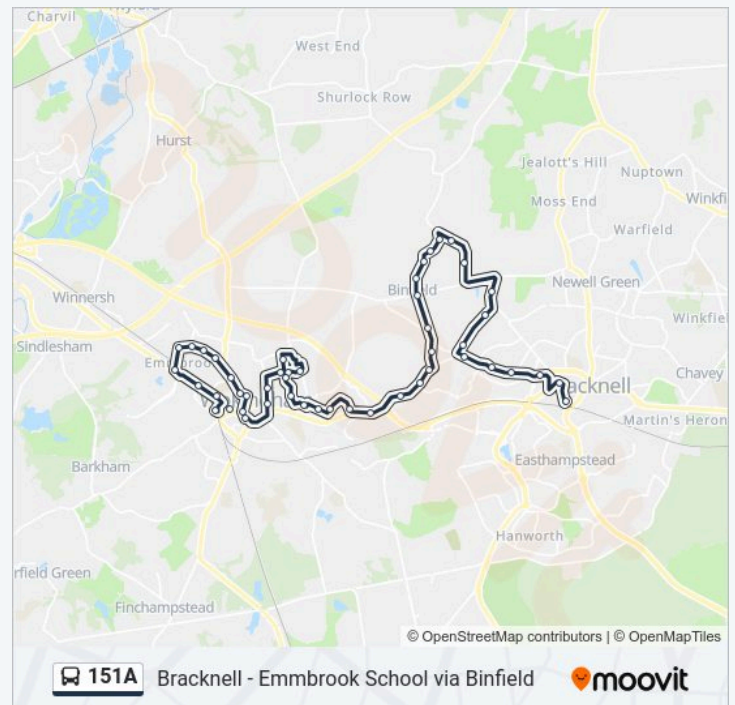 Charvil
West End
Shurlock Row
Hurst
Jealott's Hill
Nuptown
Moss End
Winkfi
Warfield
Binfield
Newell Green
Winnersh
Winkfie
Sindlesham
Emmbrook
Chavey
Bracknell
Martin's Heron
Easthampstead
Barkham
Hanworth
rfield Green
Finchampstead
© OpenStreetMap contributors | © OpenMapTiles
151A Bracknell - Emmbrook School via Binfield moovit